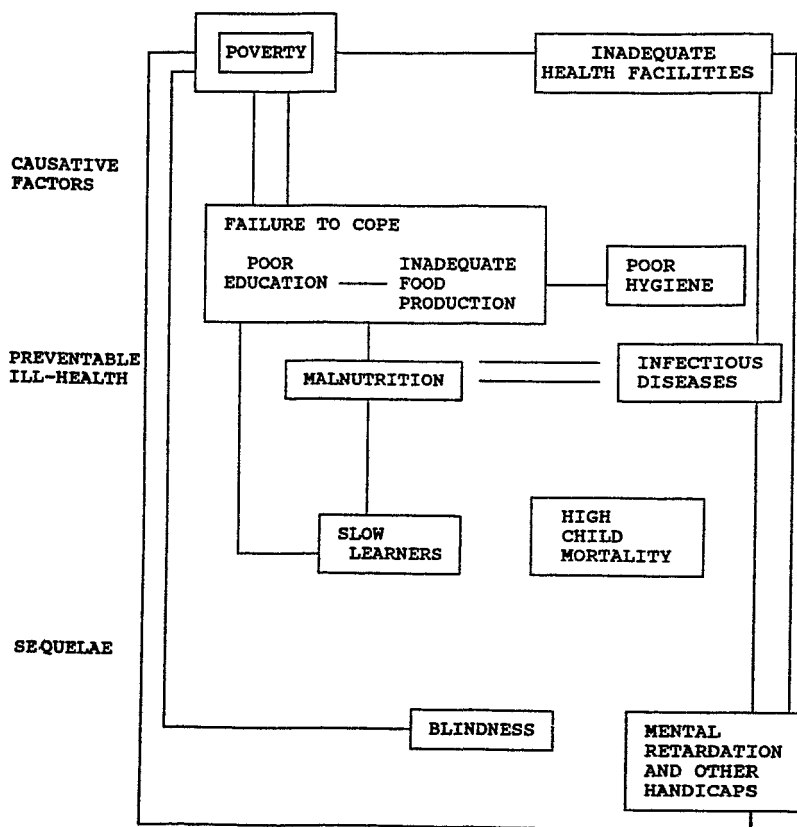 POVERTY
INADEQUATE
HEALTH FACILITIES
CAUSATIVE
FACTORS
FAILURE TO COPE
POOR
EDUCATION
INADEQUATE
FOOD
PRODUCTION
POOR
HYGIENE
PREVENTABLE
ILL-HEALTH
MALNUTRITION
INFECTIOUS
DISEASES
SLOW
LEARNERS
HIGH
CHILD
MORTALITY
SEQUELAE
BLINDNESS
MENTAL
RETARDATION
AND OTHER
HANDICAPS